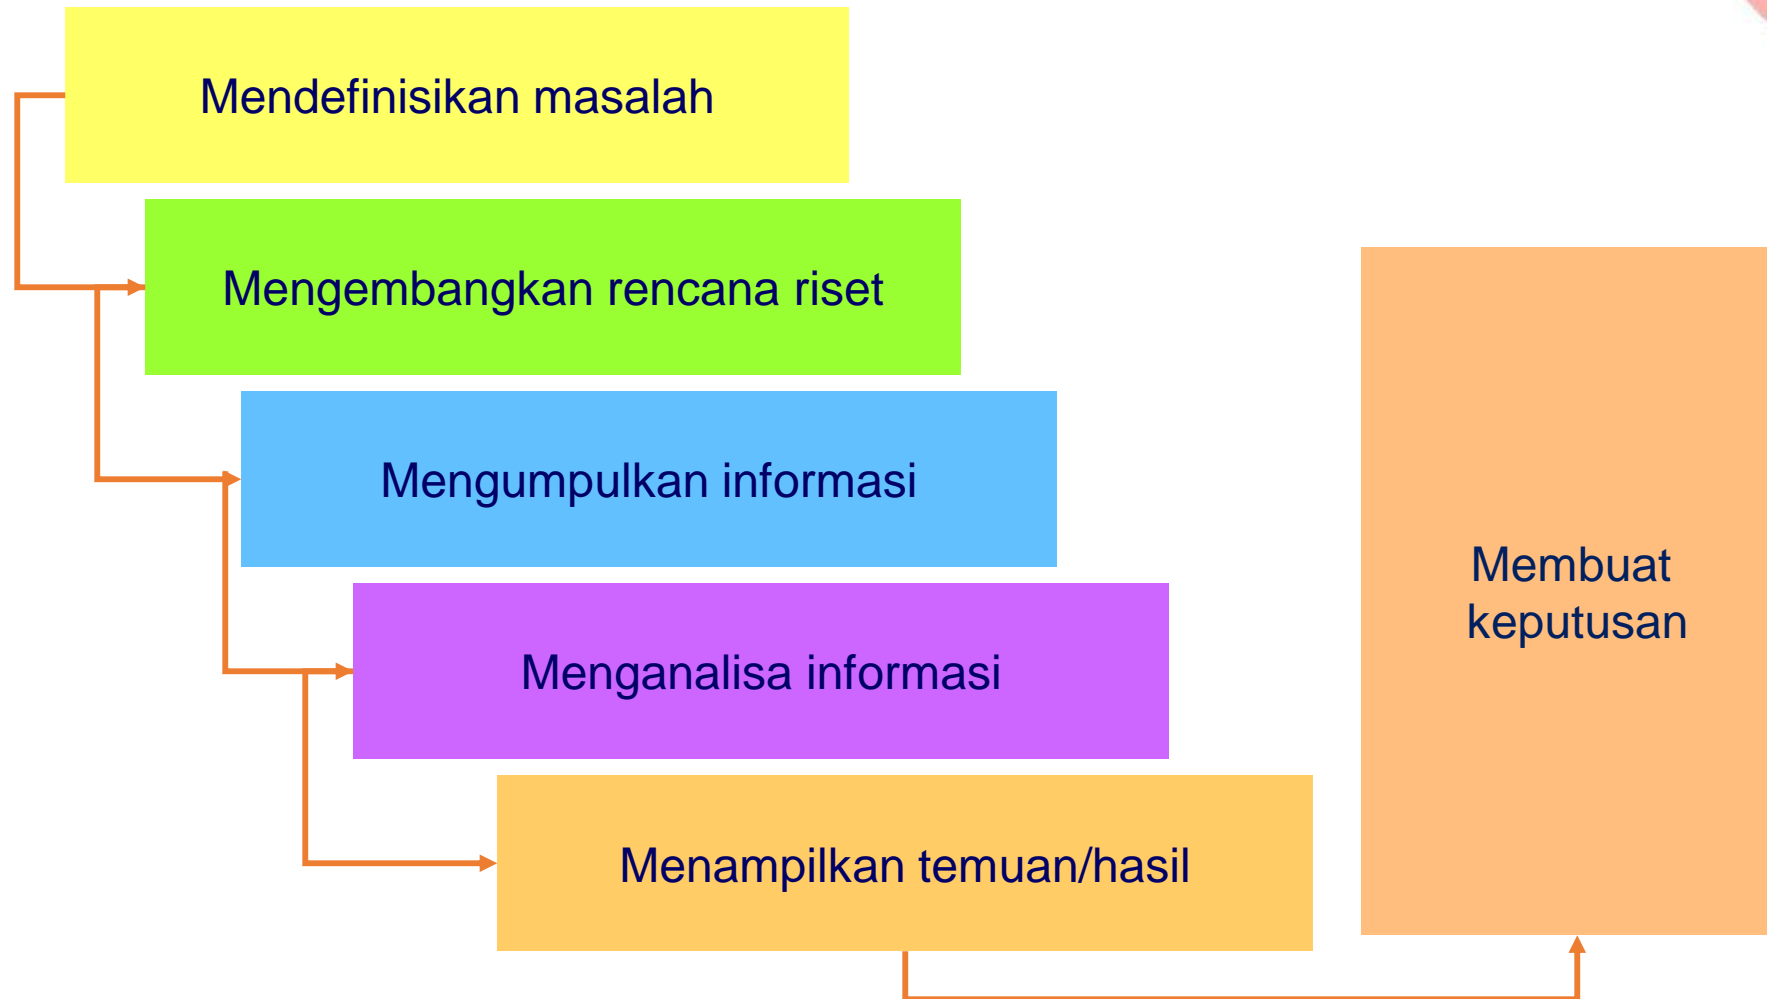 Mendefinisikan masalah
Mengembangkan rencana riset
Mengumpulkan informasi
Menganalisa informasi
Menampilkan temuan/hasil
Membuat
keputusan